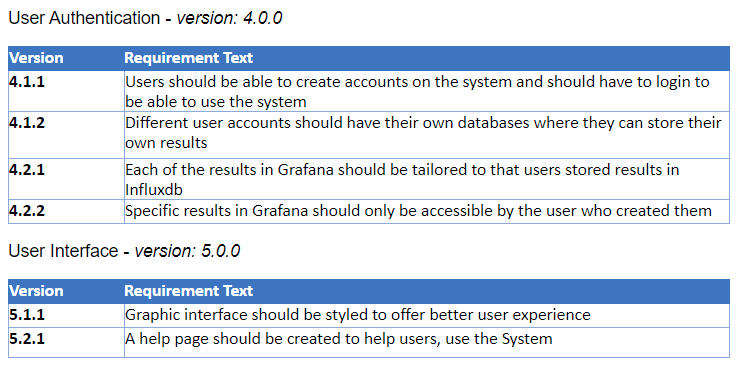 User Authentication - version: 4.0.0
Version Requirement Text
4.1.1 Users should be able to create accounts on the system and should have to login to
be able to use the system
4.1.2 Different user accounts should have their own databases where they can store their
own results
4.2.1 Each of the results in Grafana should be tailored to that users stored results in
Influxdb
4.2.2 Specific results in Grafana should only be accessible by the user who created them
User Interface - version: 5.0.0
Version Requirement Text
5.1.1 Graphic interface should be styled to offer better user experience
5.2.1 A help page should be created to help users, use the System